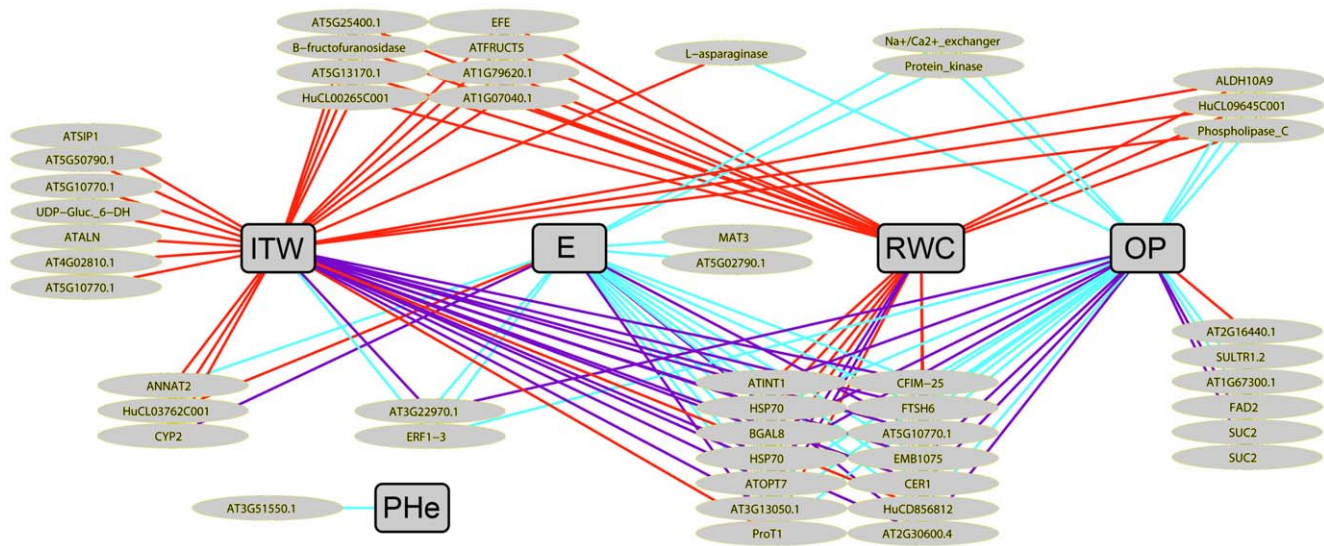 AT5G25400.1
EFE
B-fructofuranosidase
ATFRUCT5
AT5G13170.1
AT1G79620.1
HuCL00265C001
AT1G07040.1
L-asparaginase
Na+/Ca2+_exchanger
Protein_kinase
ALDH10A9
HuCL09645C001
Phospholipase_C
ATSIP1
AT5G50790.1
AT5G10770.1
UDP-Gluc._6-DH
ATALN
AT4G02810.1
AT5G10770.1
ITW
E
RWC
OP
MAT3
AT5G02790.1
ANNAT2
HuCL03762C001
CYP2
AT3G22970.1
ERF1-3
ATINT1
CFIM-25
HSP70
FTSH6
BGAL8
AT5G10770.1
HSP70
EMB1075
ATOPT7
CER1
AT3G13050.1
HuCD856812
ProT1
AT2G30600.4
AT2G16440.1
SULTR1.2
AT1G67300.1
FAD2
SUC2
SUC2
AT3G51550.1
PHe